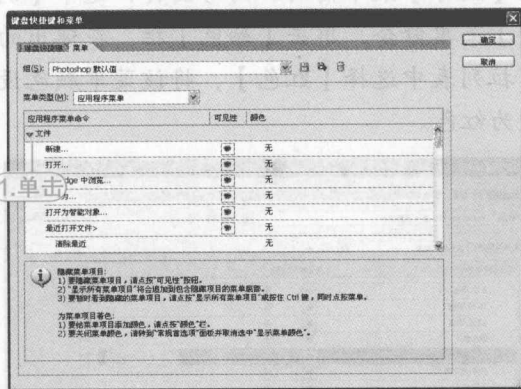 键盘快捷键和菜单
键盘快捷键 菜单
组(S): Photoshop 默认值
确定
取消
菜单类型(M): 应用程序菜单
应用程序菜单命令 可见性 颜色
文件
新建... 无
打开... 无
dge 中浏览... 无
1.单击
无
打开为智能对象... 无
最近打开文件> 无
清除最近 无
隐藏菜单项目:
1) 要隐藏菜单项目，请点按“可见性”按钮。
2) “显示所有菜单项目”将会追加到包含隐藏项目的菜单底部。
3) 要暂时看到隐藏的菜单项目，请点按“显示所有菜单项目”或按住 Ctrl 键，同时点按菜单。
为菜单项目着色:
1) 要给菜单项目添加颜色，请点按“颜色”栏。
2) 要关闭菜单颜色，请转到“常规首选项”面板并取消选中“显示菜单颜色”。